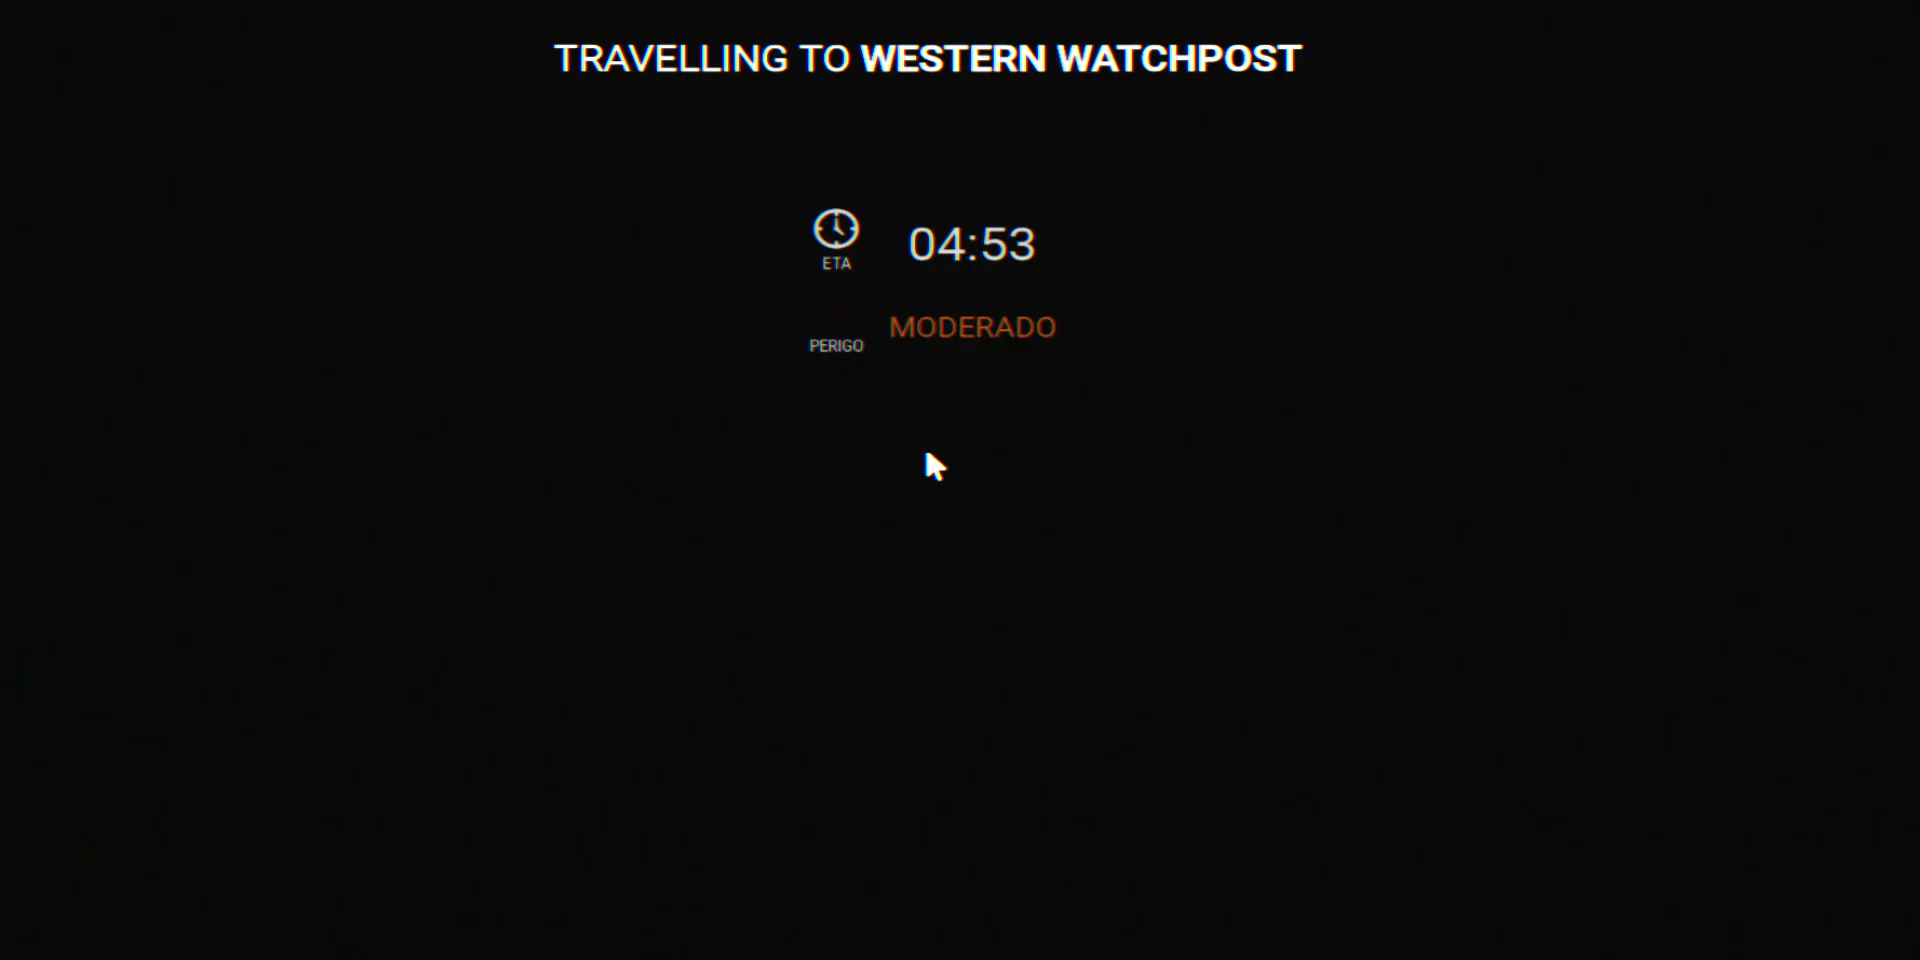 TRAVELLING TO WESTERN WATCHPOST
04:53
ETA
MODERADO
PERIGO